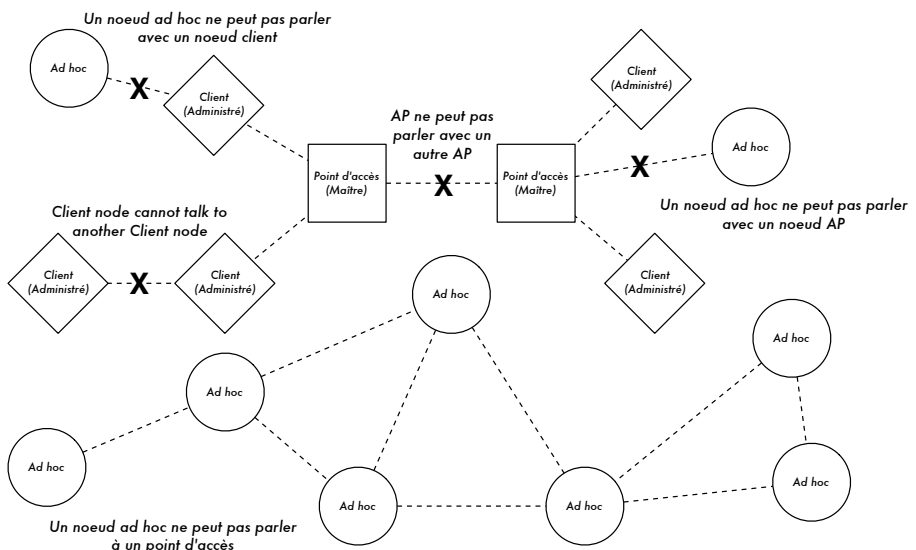 Un noeud ad hoc ne peut pas parler
avec un noeud client
Ad hoc
Client
(Administré)
Client
(Administré)
AP ne peut pas
parler avec un
autre AP
Point d'accès
(Maître)
Point d'accès
(Maître)
Ad hoc
Un noeud ad hoc ne peut pas parler
avec un noeud AP
Client node cannot talk to
another Client node
Client
(Administré)
Client
(Administré)
Client
(Administré)
Ad hoc
Ad hoc
Ad hoc
Ad hoc
Ad hoc
Ad hoc
Ad hoc
Un noeud ad hoc ne peut pas parler
à un point d'accès